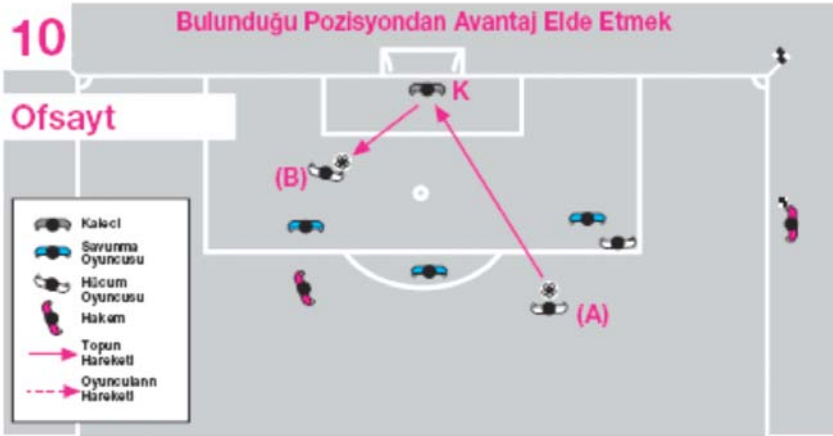 10
Bulunduğu Pozisyondan Avantaj Elde Etmek
Ofsayt
K
(B)
(A)
Kaleci
Savunma
Oyuncusu
Hücum
Oyuncusu
Hakem
Topun
Hareketi
Oyuncuların
Hareketi